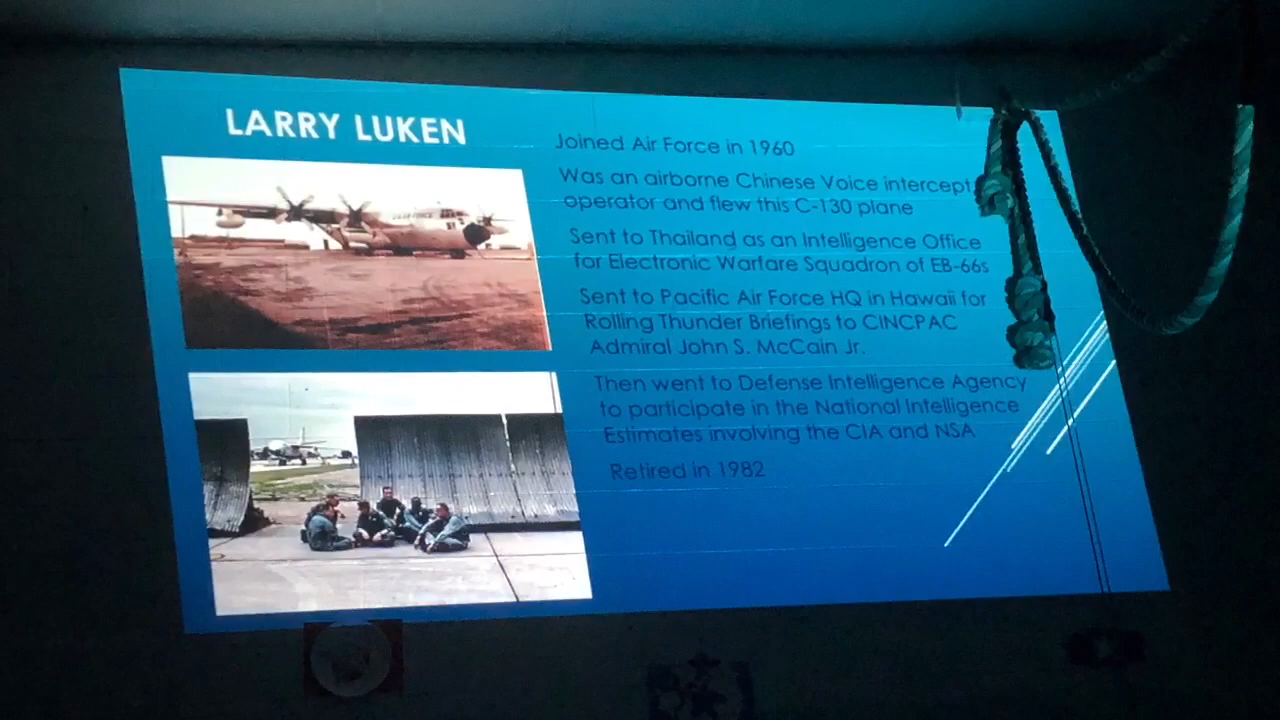 LARRY LUKEN
Joined Air Force in 1960
Was an airborne Chinese Voice intercept
operator and flew this C-130 plane
Sent to Thailand as an Intelligence Office
for Electronic Warfare Squadron of EB-66s
Sent to Pacific Air Force HQ in Hawaii for
Rolling Thunder Briefings to CINCPAC
Admiral John S. McCain Jr.
Then went to Defense Intelligence Agency
to participate in the National Intelligence
Estimates involving the CIA and NSA
Retired in 1982